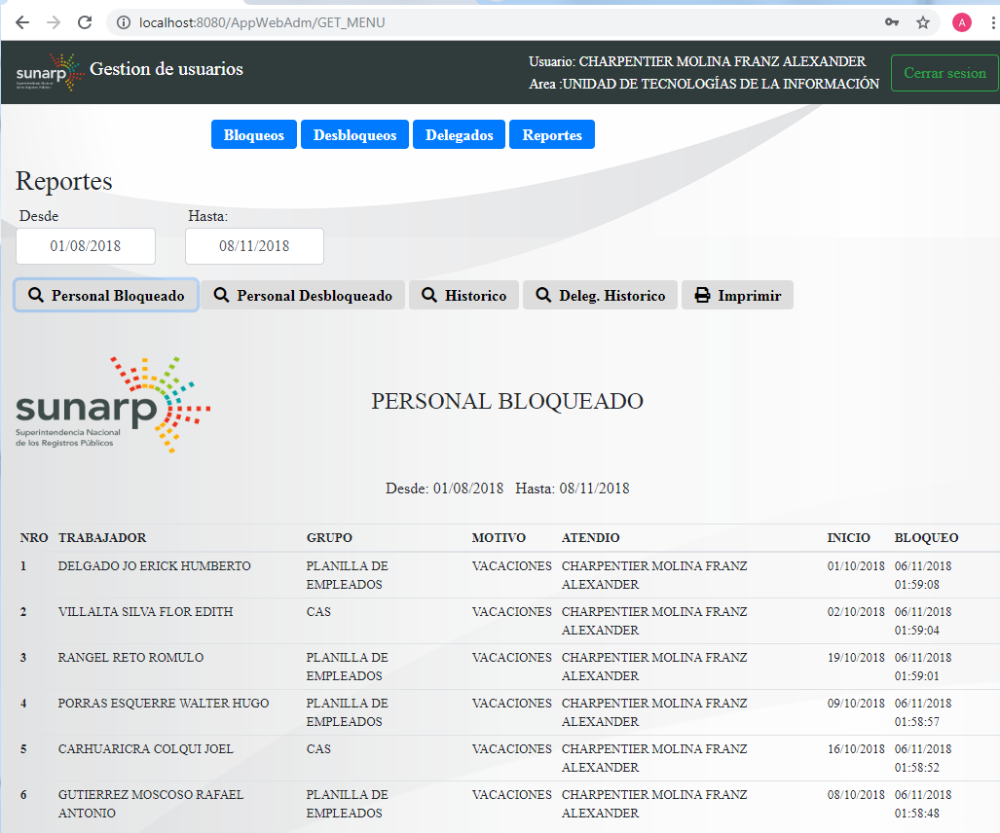 localhost:8080/AppWebAdm/GET_MENU
A
sunarp
Gestion de usuarios
Usuario: CHARPENTIER MOLINA FRANZ ALEXANDER
Area :UNIDAD DE TECNOLOGÍAS DE LA INFORMACIÓN
Cerrar sesion
Bloqueos Desbloqueos Delegados Reportes
Reportes
Desde Hasta:
01/08/2018 08/11/2018
Personal Bloqueado Personal Desbloqueado Historico Deleg. Historico Imprimir
sunarp
Superintendencia Nacional
de los Registros Públicos
PERSONAL BLOQUEADO
Desde: 01/08/2018 Hasta: 08/11/2018
NRO TRABAJADOR GRUPO MOTIVO ATENDIO INICIO BLOQUEO
1 DELGADO JO ERICK HUMBERTO PLANILLA DE VACACIONES CHARPENTIER MOLINA FRANZ 01/10/2018 06/11/2018
EMPLEADOS ALEXANDER 01:59:08
2 VILLALTA SILVA FLOR EDITH CAS VACACIONES CHARPENTIER MOLINA FRANZ 02/10/2018 06/11/2018
ALEXANDER 01:59:04
3 RANGEL RETO ROMULO PLANILLA DE VACACIONES CHARPENTIER MOLINA FRANZ 19/10/2018 06/11/2018
EMPLEADOS ALEXANDER 01:59:01
4 PORRAS ESQUERRE WALTER HUGO PLANILLA DE VACACIONES CHARPENTIER MOLINA FRANZ 09/10/2018 06/11/2018
EMPLEADOS ALEXANDER 01:58:57
5 CARHUARICRA COLQUI JOEL CAS VACACIONES CHARPENTIER MOLINA FRANZ 16/10/2018 06/11/2018
ALEXANDER 01:58:52
6 GUTIERREZ MOSCOSO RAFAEL PLANILLA DE VACACIONES CHARPENTIER MOLINA FRANZ 08/10/2018 06/11/2018
ANTONIO EMPLEADOS ALEXANDER 01:58:48